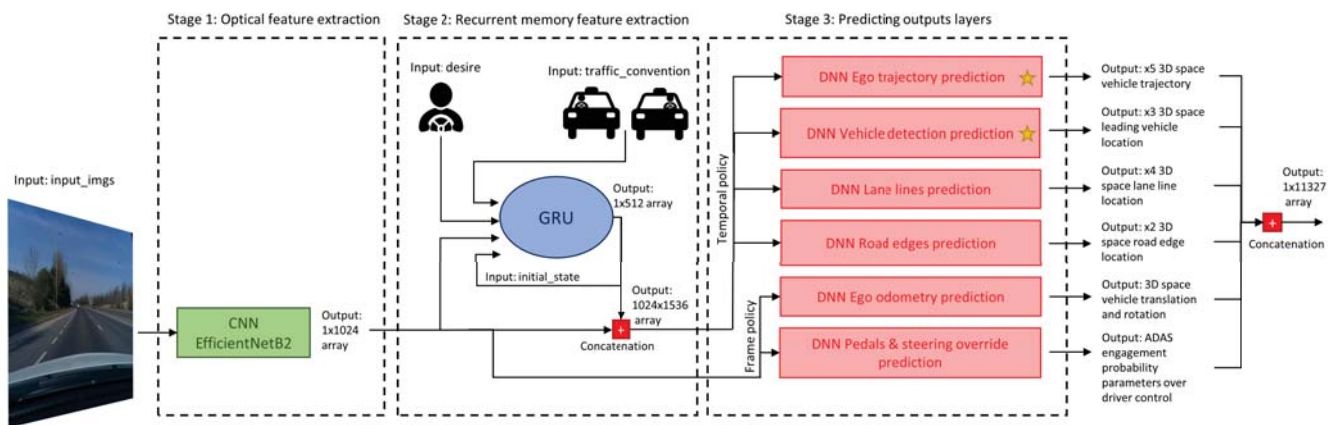 Stage 1: Optical feature extraction
Stage 2: Recurrent memory feature extraction
Stage 3: Predicting outputs layers
Input: input_imgs
CNN
EfficientNetB2
Output:
1x1024
array
Input: desire
Input: traffic_convention
GRU
Output:
1x512 array
Input: initial_state
Output:
1024x1536
array
+
Concatenation
Temporal policy
Frame policy
DNN Ego trajectory prediction
DNN Vehicle detection prediction
DNN Lane lines prediction
DNN Road edges prediction
DNN Ego odometry prediction
DNN Pedals & steering override
prediction
Output: x5 3D space
vehicle trajectory
Output: x3 3D space
leading vehicle
location
Output: x4 3D
space lane line
location
Output: x2 3D
space road edge
location
Output: 3D space
vehicle translation
and rotation
Output: ADAS
engagement
probability
parameters over
driver control
Output:
1x11327
array
+
Concatenation